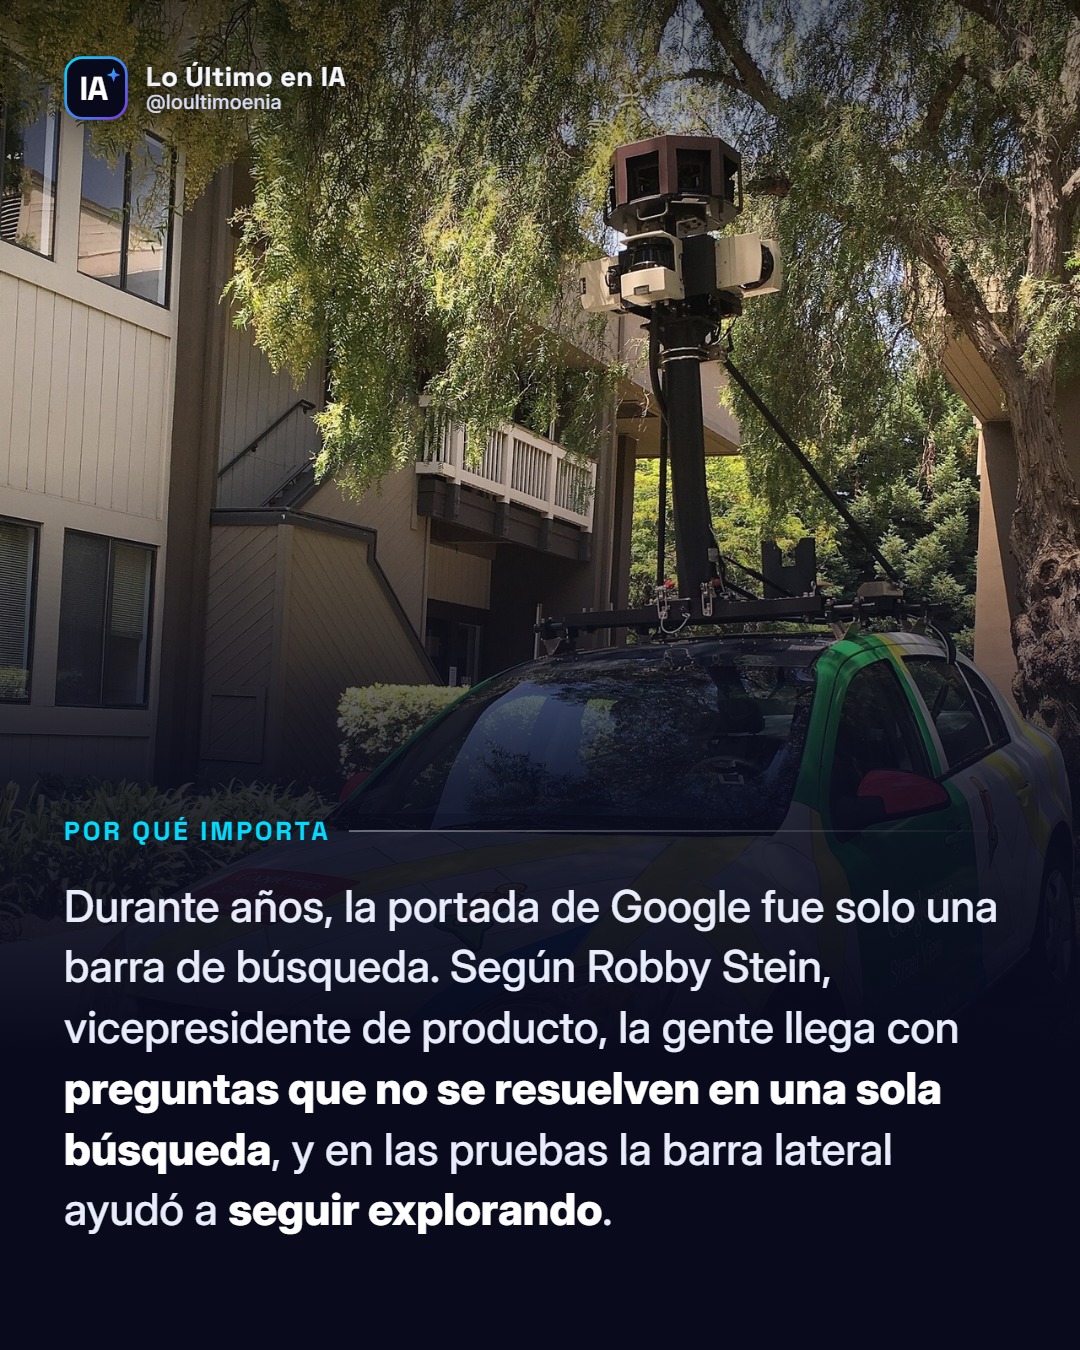 IA
Lo Último en IA
@loultimoenia
POR QUÉ IMPORTA
Durante años, la portada de Google fue solo una
barra de búsqueda. Según Robby Stein,
vicepresidente de producto, la gente llega con
preguntas que no se resuelven en una sola
búsqueda, y en las pruebas la barra lateral
ayudó a seguir explorando.